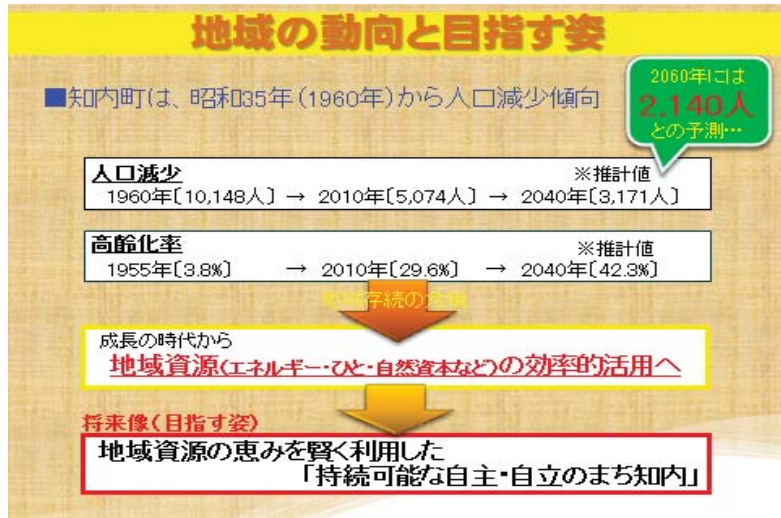 地域の動向と目指す姿
2060年には
2,140人
との予測…
■知内町は、昭和35年(1960年)から人口減少傾向
人口減少 ※推計値
1960年〔10,148人〕 → 2010年〔5,074人〕 → 2040年〔3,171人〕
高齢化率 ※推計値
1955年〔3.8%〕 → 2010年〔29.6%〕 → 2040年〔42.3%〕
地域存続の危機
成長の時代から
地域資源(エネルギー・ひと・自然資本など)の効率的活用へ
将来像(目指す姿)
地域資源の恵みを賢く利用した
「持続可能な自主・自立のまち知内」